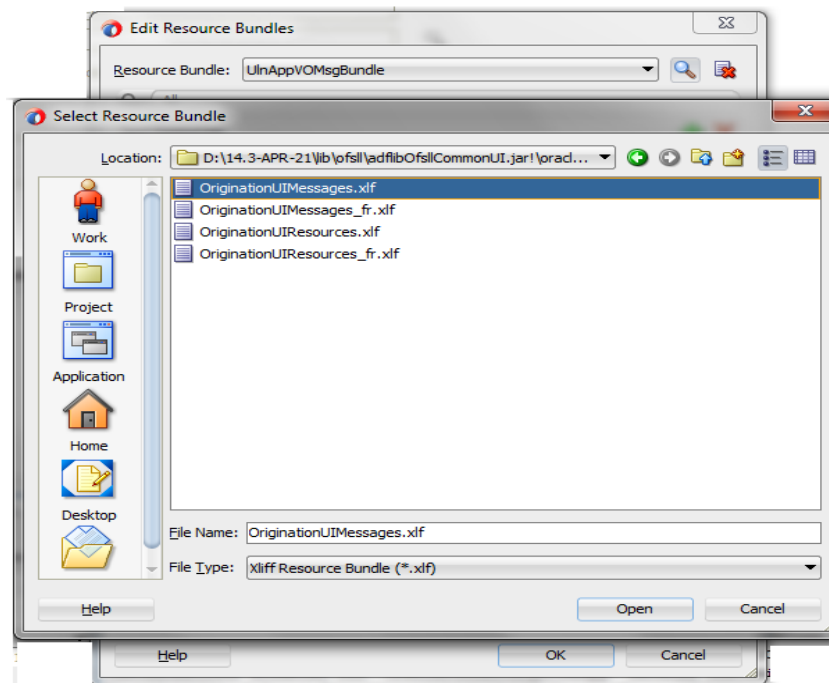 Edit Resource Bundles
Resource Bundle: UlnAppVOMsgBundle
Select Resource Bundle
Location: D:\14.3-APR-21\lib\ofsll\adflibOfsllCommonUI.jar!\oracl...
OriginationUIMessages.xlf
OriginationUIMessages_fr.xlf
OriginationUIResources.xlf
OriginationUIResources_fr.xlf
Work
Project
Application
Home
Desktop
File Name: OriginationUIMessages.xlf
File Type: Xliff Resource Bundle (*.xlf)
Help Open Cancel
Help OK Cancel